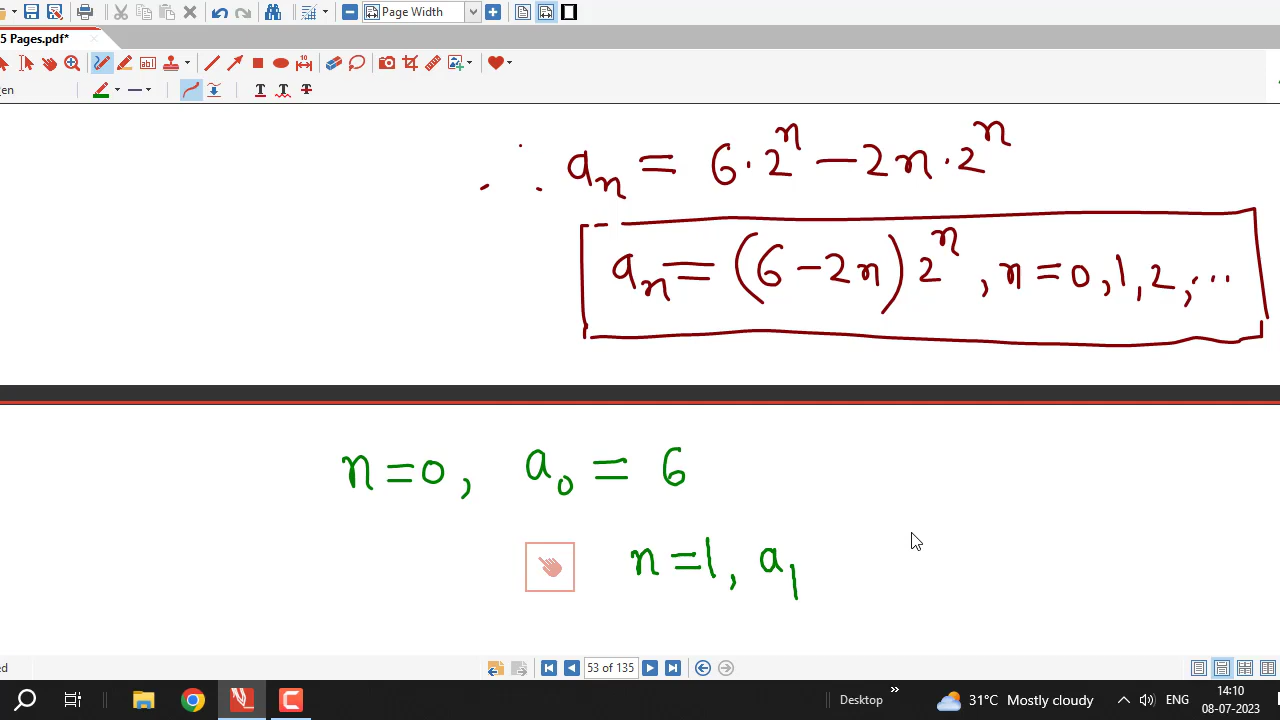 Page Width
5 Pages.pdf*
10
T T T
∴ aₙ = 6·2ⁿ − 2n·2ⁿ
aₙ = (6 − 2n) 2ⁿ, n = 0, 1, 2, ...
n = 0, a₀ = 6
n = 1, a₁
53 of 135
Desktop
»
31°C Mostly cloudy
ENG
14:10
08-07-2023